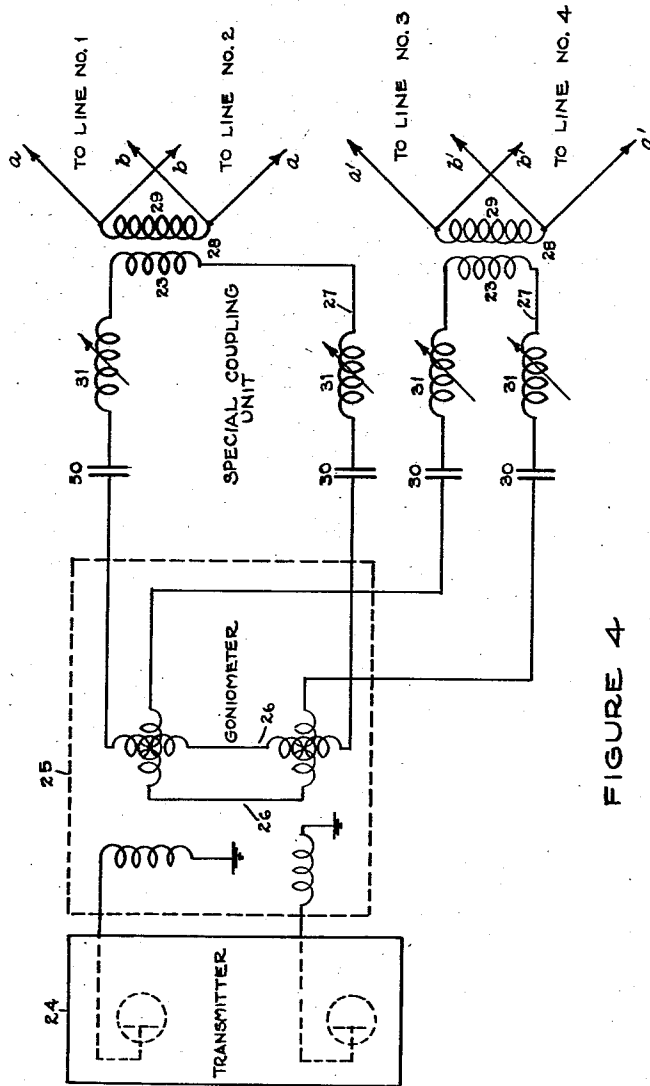 24
TRANSMITTER
25
GONIOMETER
26
26
30
30
30
30
31
31
31
31
SPECIAL COUPLING
UNIT
27
27
23
28
29
23
28
29
a
TO LINE NO. 1
b
b
TO LINE NO. 2
a
a'
TO LINE NO. 3
b'
b'
TO LINE NO. 4
a'
FIGURE 4